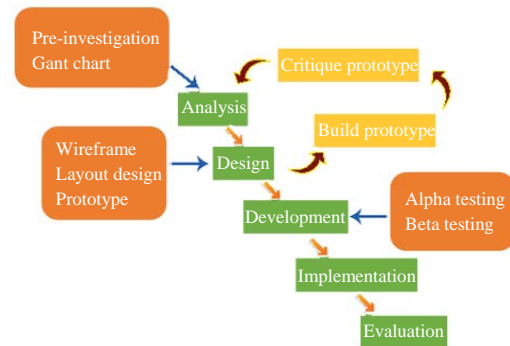 Pre-investigation
Gant chart
Critique prototype
Analysis
Build prototype
Wireframe
Layout design
Prototype
Design
Alpha testing
Beta testing
Development
Implementation
Evaluation